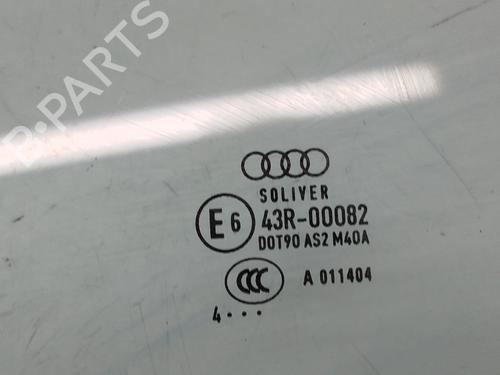 B-PARTS
SOLIVER
E6 43R-00082
DOT90 AS2 M40A
CCC A 011404
4...